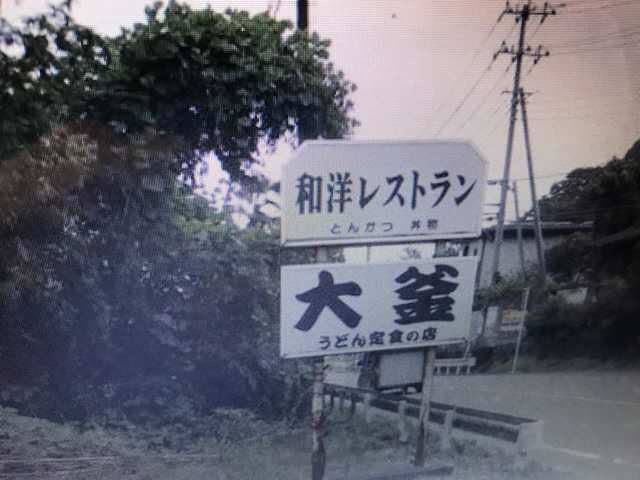 和洋レストラン
とんかつ 丼物
大釜
うどん定食の店